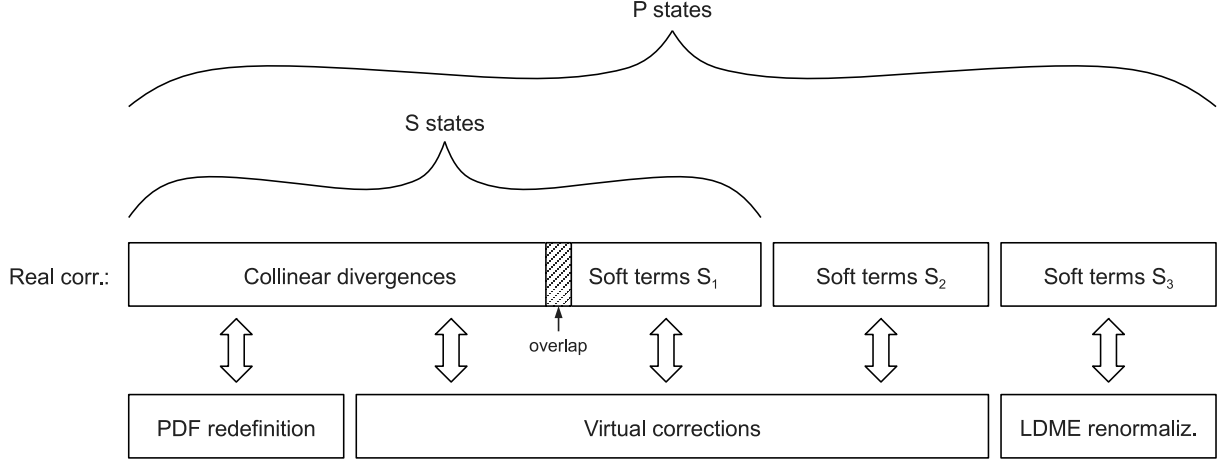 P states
S states
Real corr.: Collinear divergences Soft terms S₁ Soft terms S₂ Soft terms S₃
overlap
PDF redefinition Virtual corrections LDME renormaliz.